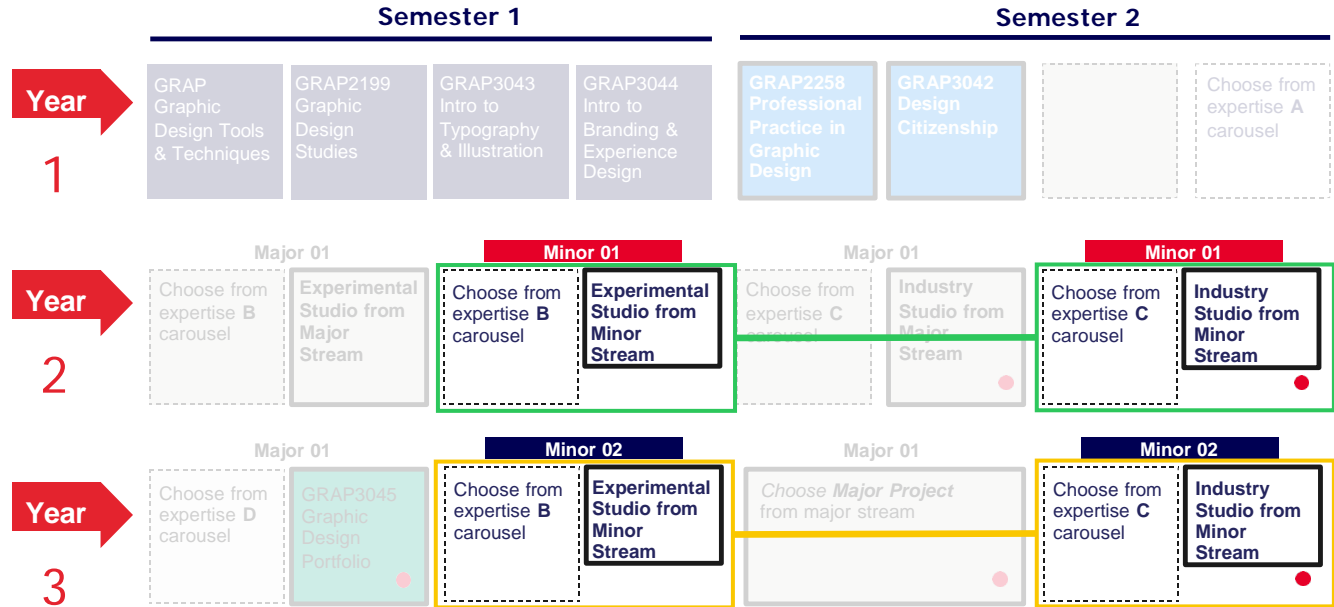 Semester 1
Semester 2
Year
1
GRAP
Graphic
Design Tools
& Techniques
GRAP2199
Graphic
Design
Studies
GRAP3043
Intro to
Typography
& Illustration
GRAP3044
Intro to
Branding &
Experience
Design
GRAP2258
Professional
Practice in
Graphic
Design
GRAP3042
Design
Citizenship
Choose from
expertise A
carousel
Year
2
Major 01
Choose from
expertise B
carousel
Experimental
Studio from
Major
Stream
Minor 01
Choose from
expertise B
carousel
Experimental
Studio from
Minor
Stream
Major 01
Choose from
expertise C
carousel
Industry
Studio from
Major
Stream
Minor 01
Choose from
expertise C
carousel
Industry
Studio from
Minor
Stream
Year
3
Major 01
Choose from
expertise D
carousel
GRAP3045
Graphic
Design
Portfolio
Minor 02
Choose from
expertise B
carousel
Experimental
Studio from
Minor
Stream
Major 01
Choose Major Project
from major stream
Minor 02
Choose from
expertise C
carousel
Industry
Studio from
Minor
Stream